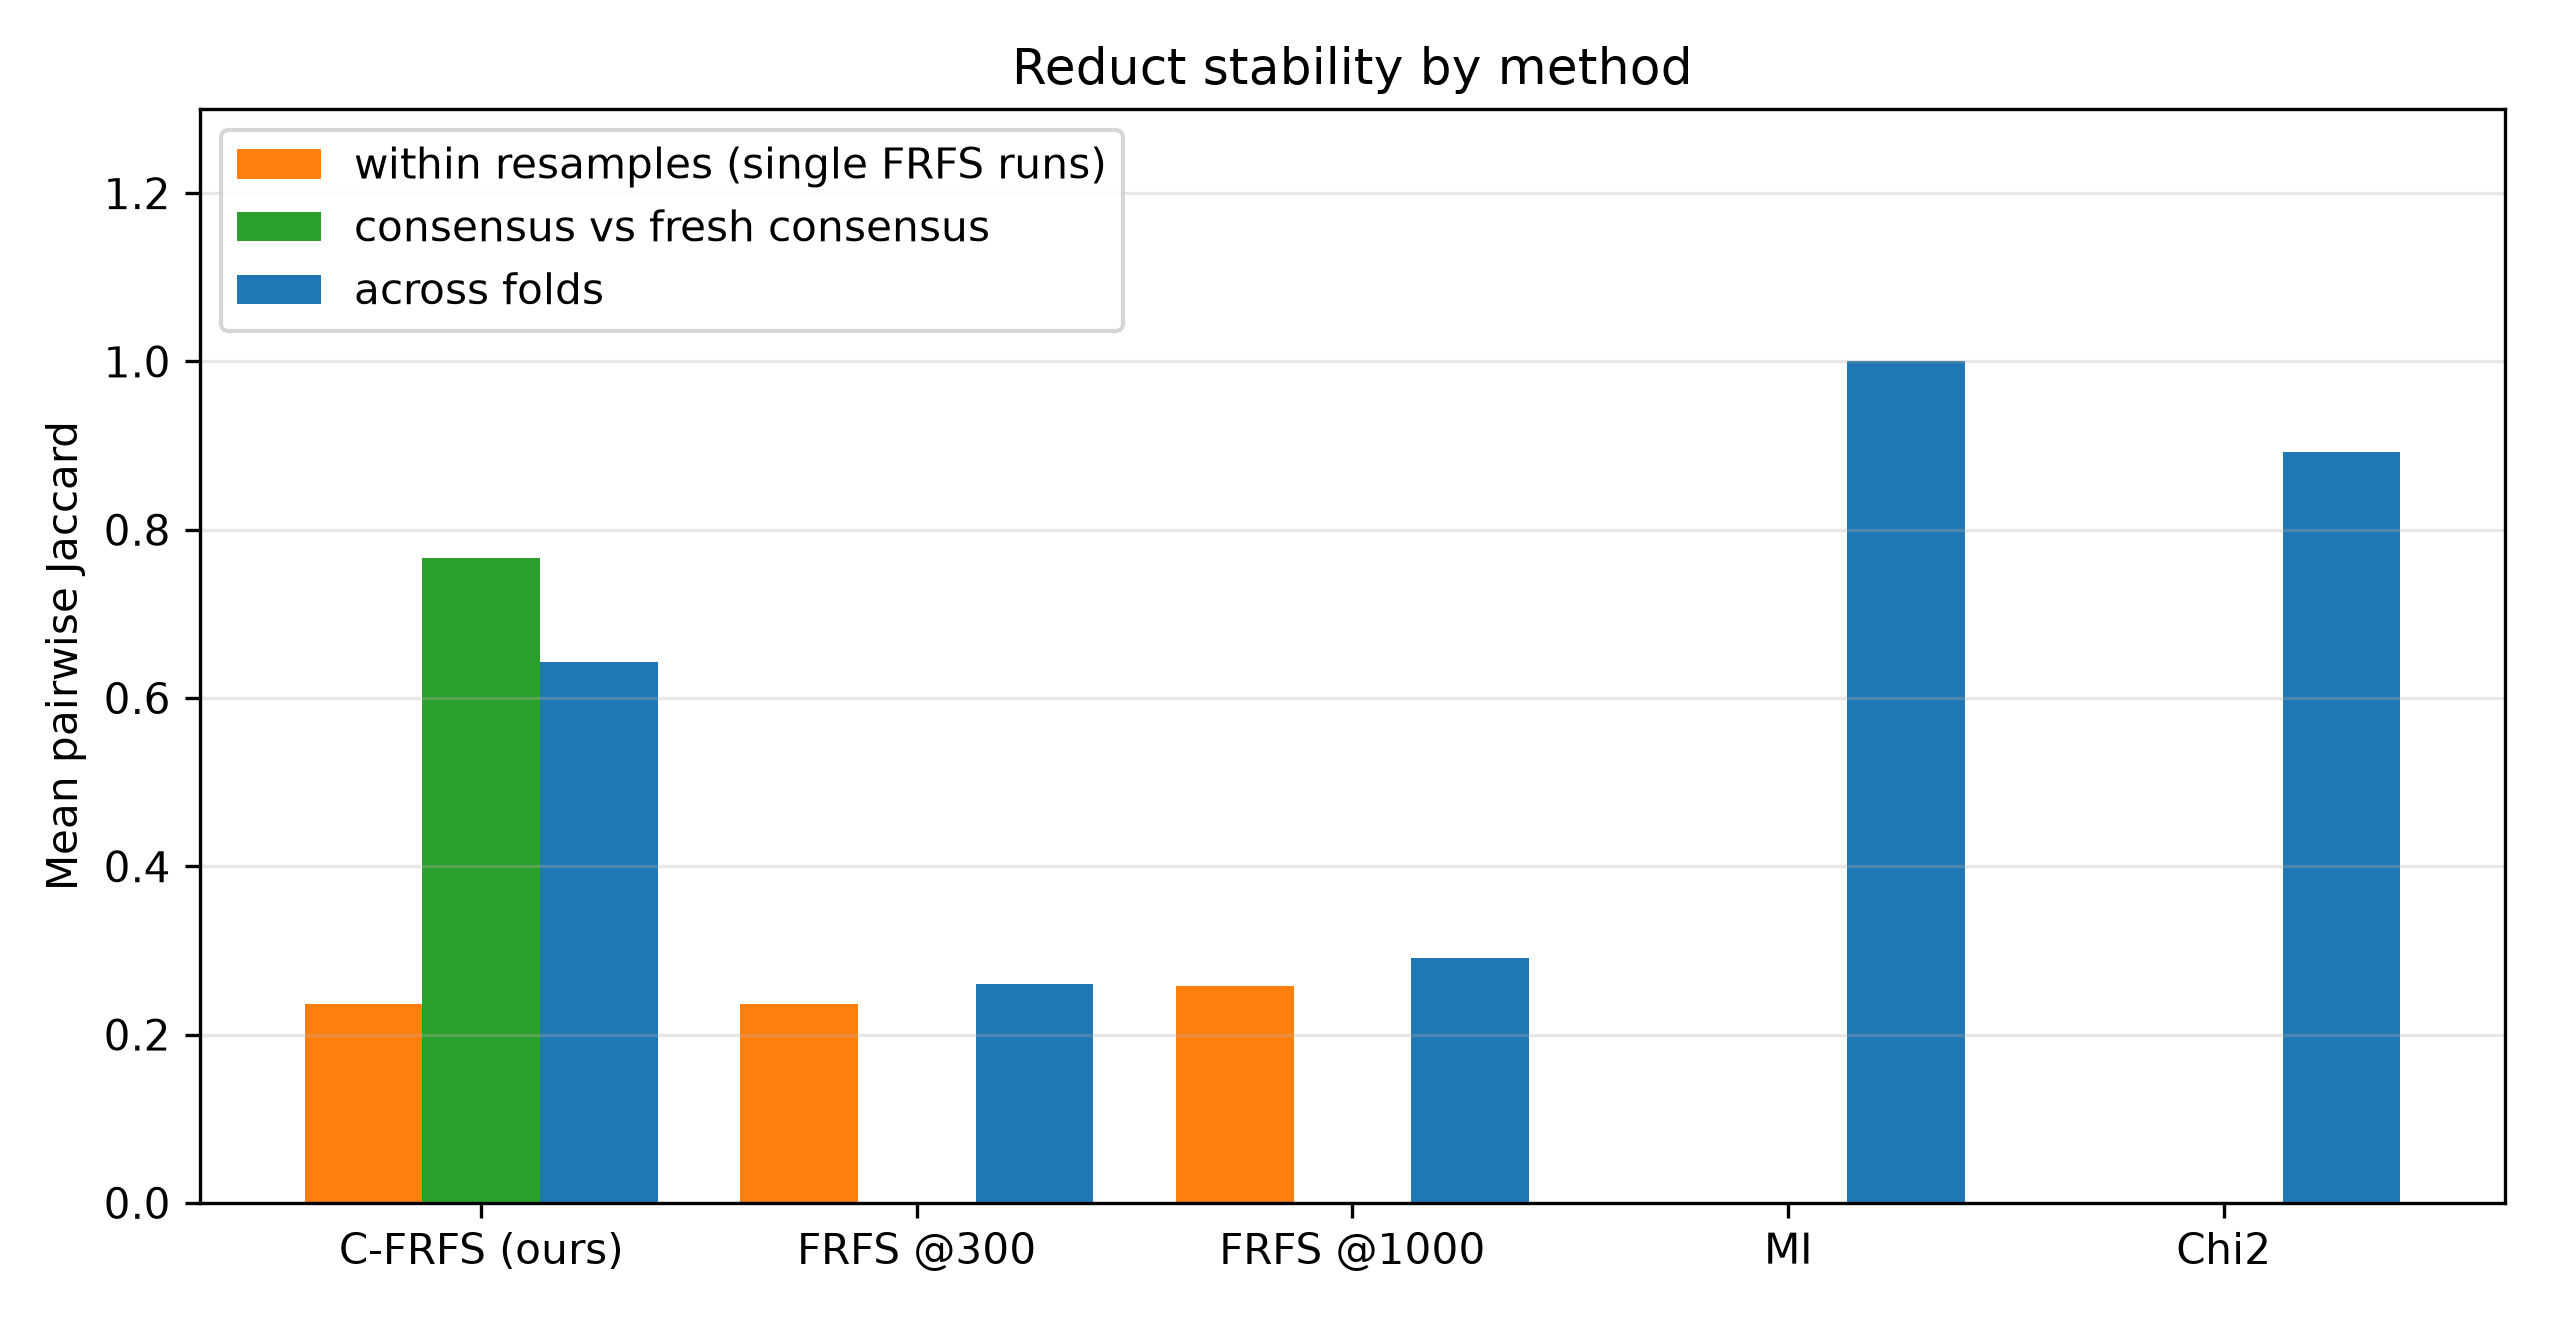 Reduct stability by method
within resamples (single FRFS runs)
consensus vs fresh consensus
across folds
Mean pairwise Jaccard
1.2
1.0
0.8
0.6
0.4
0.2
0.0
C-FRFS (ours) FRFS @300 FRFS @1000 MI Chi2